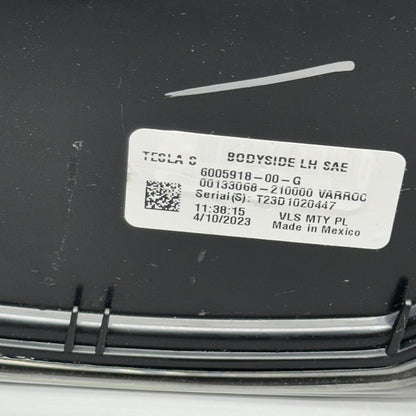 TESLA S BODYSIDE LH SAE
6005918-00-G
00133068-210000 VARROC
Serial(S): T23D1020447
11:38:15 VLS MTY PL
4/10/2023 Made in Mexico